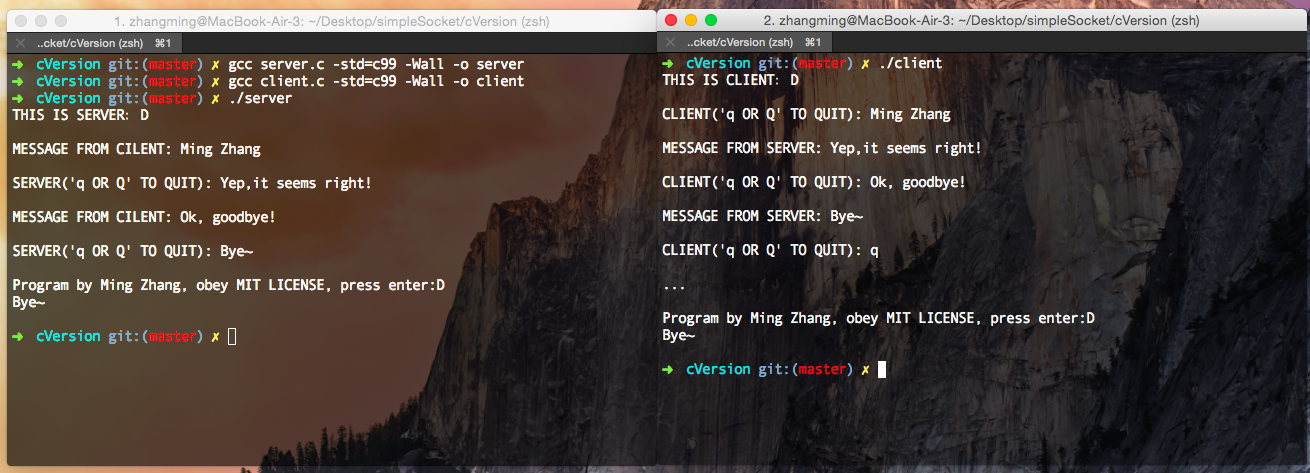 1. zhangming@MacBook-Air-3: ~/Desktop/simpleSocket/cVersion (zsh)
..cket/cVersion (zsh) ⌘1
➜ cVersion git:(master) ✗ gcc server.c -std=c99 -Wall -o server
➜ cVersion git:(master) ✗ gcc client.c -std=c99 -Wall -o client
➜ cVersion git:(master) ✗ ./server
THIS IS SERVER: D
MESSAGE FROM CILENT: Ming Zhang
SERVER('q OR Q' TO QUIT): Yep,it seems right!
MESSAGE FROM CILENT: Ok, goodbye!
SERVER('q OR Q' TO QUIT): Bye~
Program by Ming Zhang, obey MIT LICENSE, press enter:D
Bye~
➜ cVersion git:(master) ✗
2. zhangming@MacBook-Air-3: ~/Desktop/simpleSocket/cVersion (zsh)
..cket/cVersion (zsh) ⌘1
➜ cVersion git:(master) ✗ ./client
THIS IS CLIENT: D
CLIENT('q OR Q' TO QUIT): Ming Zhang
MESSAGE FROM SERVER: Yep,it seems right!
CLIENT('q OR Q' TO QUIT): Ok, goodbye!
MESSAGE FROM SERVER: Bye~
CLIENT('q OR Q' TO QUIT): q
...
Program by Ming Zhang, obey MIT LICENSE, press enter:D
Bye~
➜ cVersion git:(master) ✗